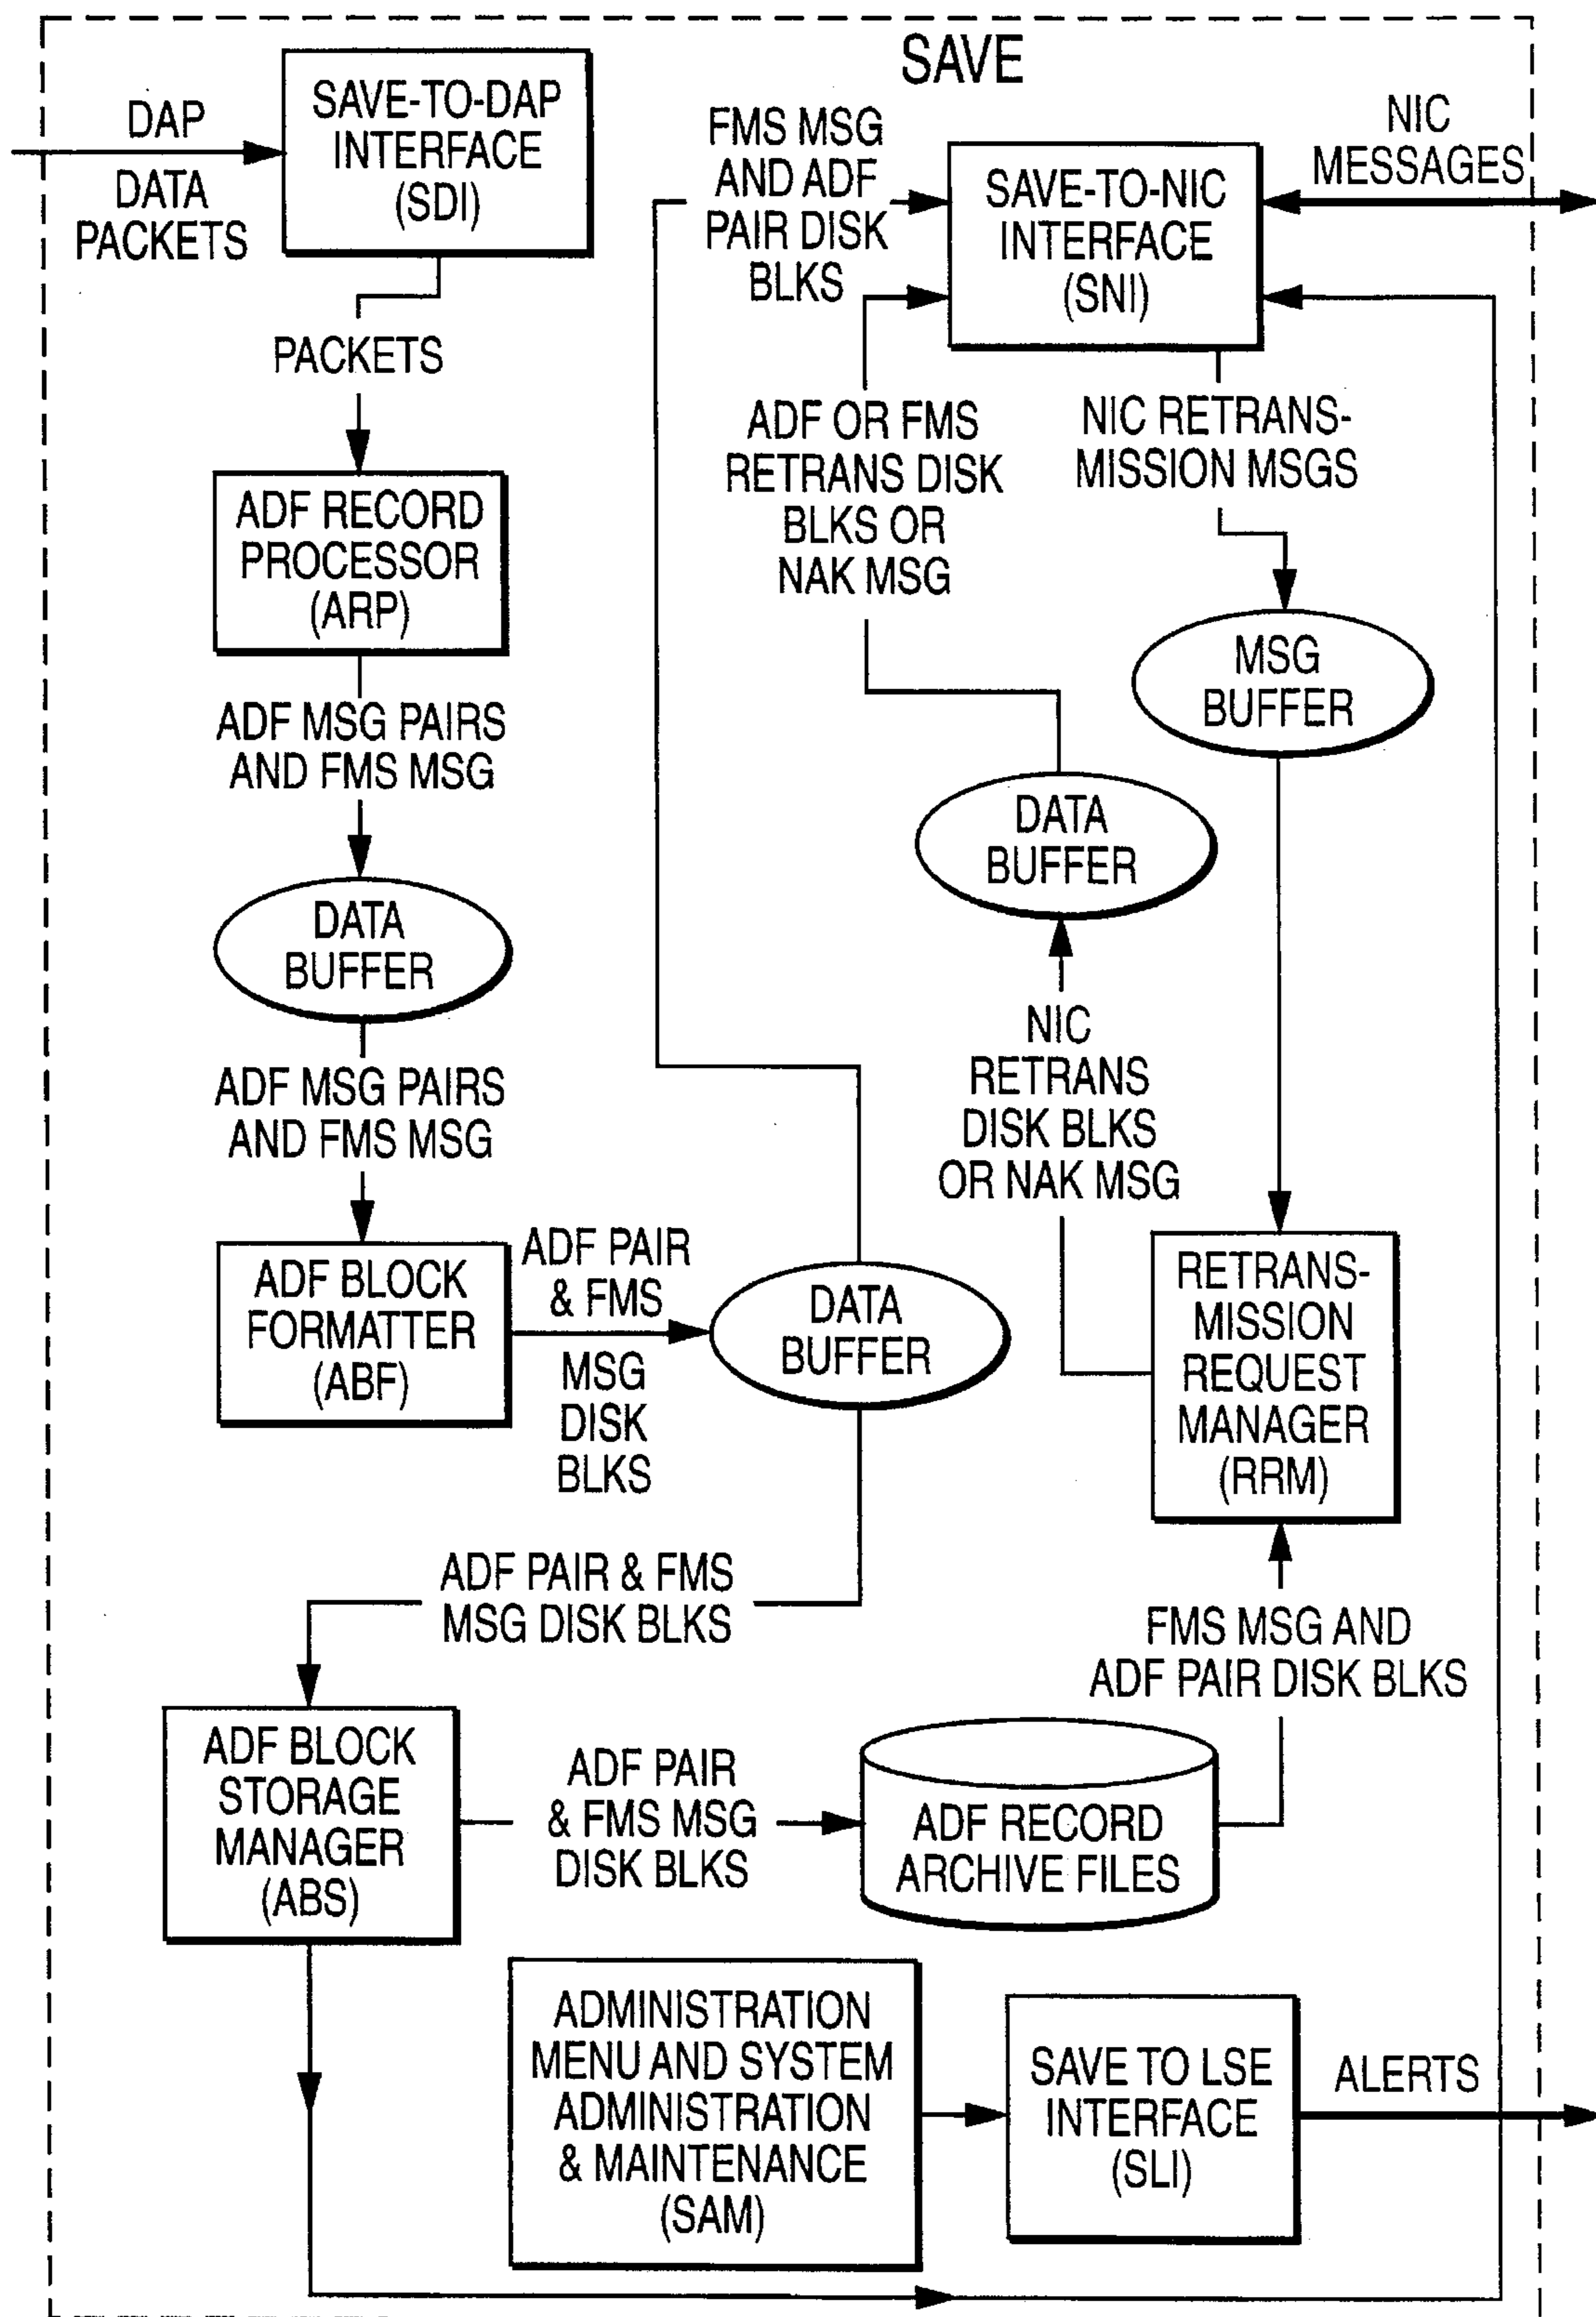 SAVE
DAP
DATA
PACKETS
SAVE-TO-DAP
INTERFACE
(SDI)
PACKETS
ADF RECORD
PROCESSOR
(ARP)
ADF MSG PAIRS
AND FMS MSG
DATA
BUFFER
ADF MSG PAIRS
AND FMS MSG
ADF BLOCK
FORMATTER
(ABF)
ADF PAIR
& FMS
MSG
DISK
BLKS
DATA
BUFFER
FMS MSG
AND ADF
PAIR DISK
BLKS
SAVE-TO-NIC
INTERFACE
(SNI)
NIC
MESSAGES
ADF OR FMS
RETRANS DISK
BLKS OR
NAK MSG
NIC RETRANS-
MISSION MSGS
MSG
BUFFER
DATA
BUFFER
NIC
RETRANS
DISK BLKS
OR NAK MSG
RETRANS-
MISSION
REQUEST
MANAGER
(RRM)
ADF PAIR & FMS
MSG DISK BLKS
FMS MSG AND
ADF PAIR DISK BLKS
ADF BLOCK
STORAGE
MANAGER
(ABS)
ADF PAIR
& FMS MSG
DISK BLKS
ADF RECORD
ARCHIVE FILES
ADMINISTRATION
MENU AND SYSTEM
ADMINISTRATION
& MAINTENANCE
(SAM)
SAVE TO LSE
INTERFACE
(SLI)
ALERTS